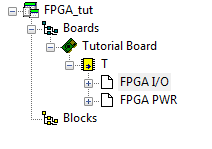 FPGA_tut
Boards
Tutorial Board
T
FPGA I/O
FPGA PWR
Blocks